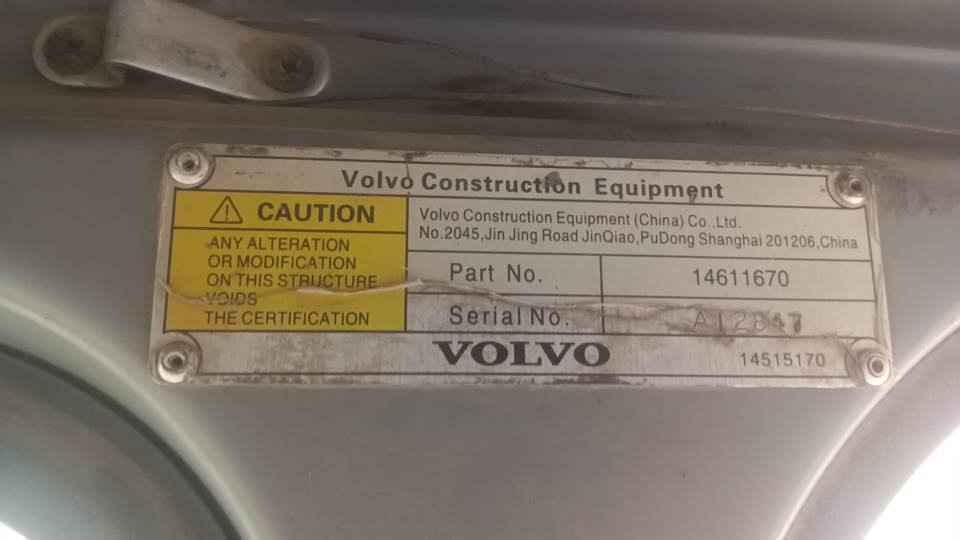 Volvo Construction Equipment
CAUTION
ANY ALTERATION
OR MODIFICATION
ON THIS STRUCTURE
VOIDS
THE CERTIFICATION
Volvo Construction Equipment (China) Co.,Ltd.
No.2045,Jin Jing Road JinQiao,PuDong Shanghai 201206,China
Part No. 14611670
Serial No. A12847
VOLVO 14515170